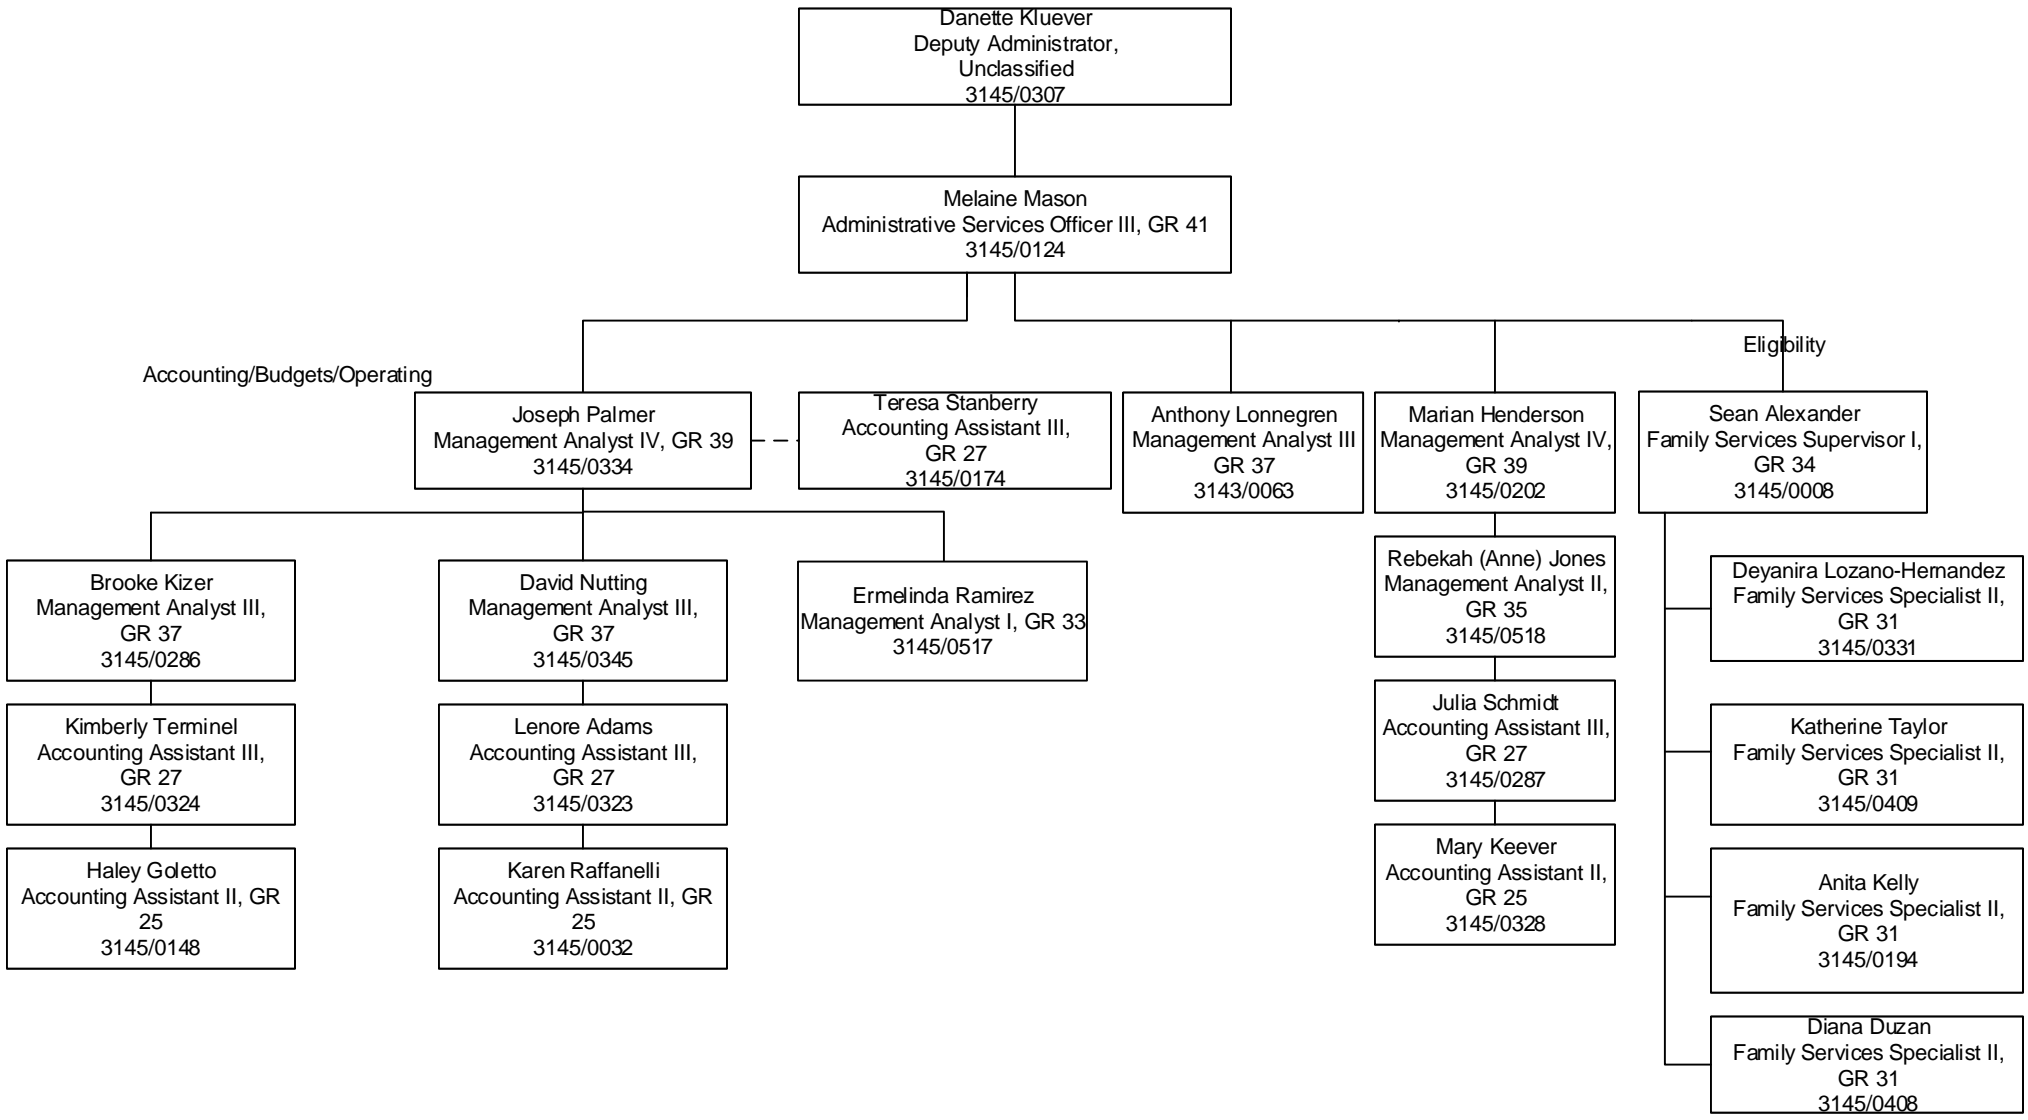 Danette Kluever
Deputy Administrator,
Unclassified
3145/0307
Melaine Mason
Administrative Services Officer III, GR 41
3145/0124
Accounting/Budgets/Operating
Eligibility
Joseph Palmer
Management Analyst IV, GR 39
3145/0334
Teresa Stanberry
Accounting Assistant III,
GR 27
3145/0174
Anthony Lonnegren
Management Analyst III
GR 37
3143/0063
Marian Henderson
Management Analyst IV,
GR 39
3145/0202
Sean Alexander
Family Services Supervisor I,
GR 34
3145/0008
Brooke Kizer
Management Analyst III,
GR 37
3145/0286
David Nutting
Management Analyst III,
GR 37
3145/0345
Ermelinda Ramirez
Management Analyst I, GR 33
3145/0517
Rebekah (Anne) Jones
Management Analyst II,
GR 35
3145/0518
Deyanira Lozano-Hernandez
Family Services Specialist II,
GR 31
3145/0331
Kimberly Terminel
Accounting Assistant III,
GR 27
3145/0324
Lenore Adams
Accounting Assistant III,
GR 27
3145/0323
Julia Schmidt
Accounting Assistant III,
GR 27
3145/0287
Katherine Taylor
Family Services Specialist II,
GR 31
3145/0409
Haley Goletto
Accounting Assistant II, GR
25
3145/0148
Karen Raffanelli
Accounting Assistant II, GR
25
3145/0032
Mary Keever
Accounting Assistant II,
GR 25
3145/0328
Anita Kelly
Family Services Specialist II,
GR 31
3145/0194
Diana Duzan
Family Services Specialist II,
GR 31
3145/0408